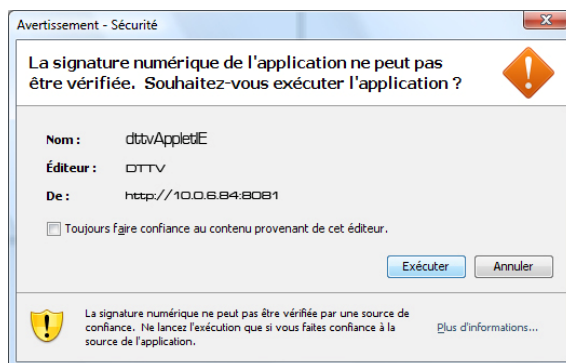 Avertissement - Sécurité
La signature numérique de l'application ne peut pas
être vérifiée. Souhaitez-vous exécuter l'application ?
Nom : dttvAppletIE
Éditeur : DTTV
De : http://10.0.6.84:8081
Toujours faire confiance au contenu provenant de cet éditeur.
Exécuter Annuler
La signature numérique ne peut pas être vérifiée par une source de
confiance. Ne lancez l'exécution que si vous faites confiance à la
source de l'application.
Plus d'informations...